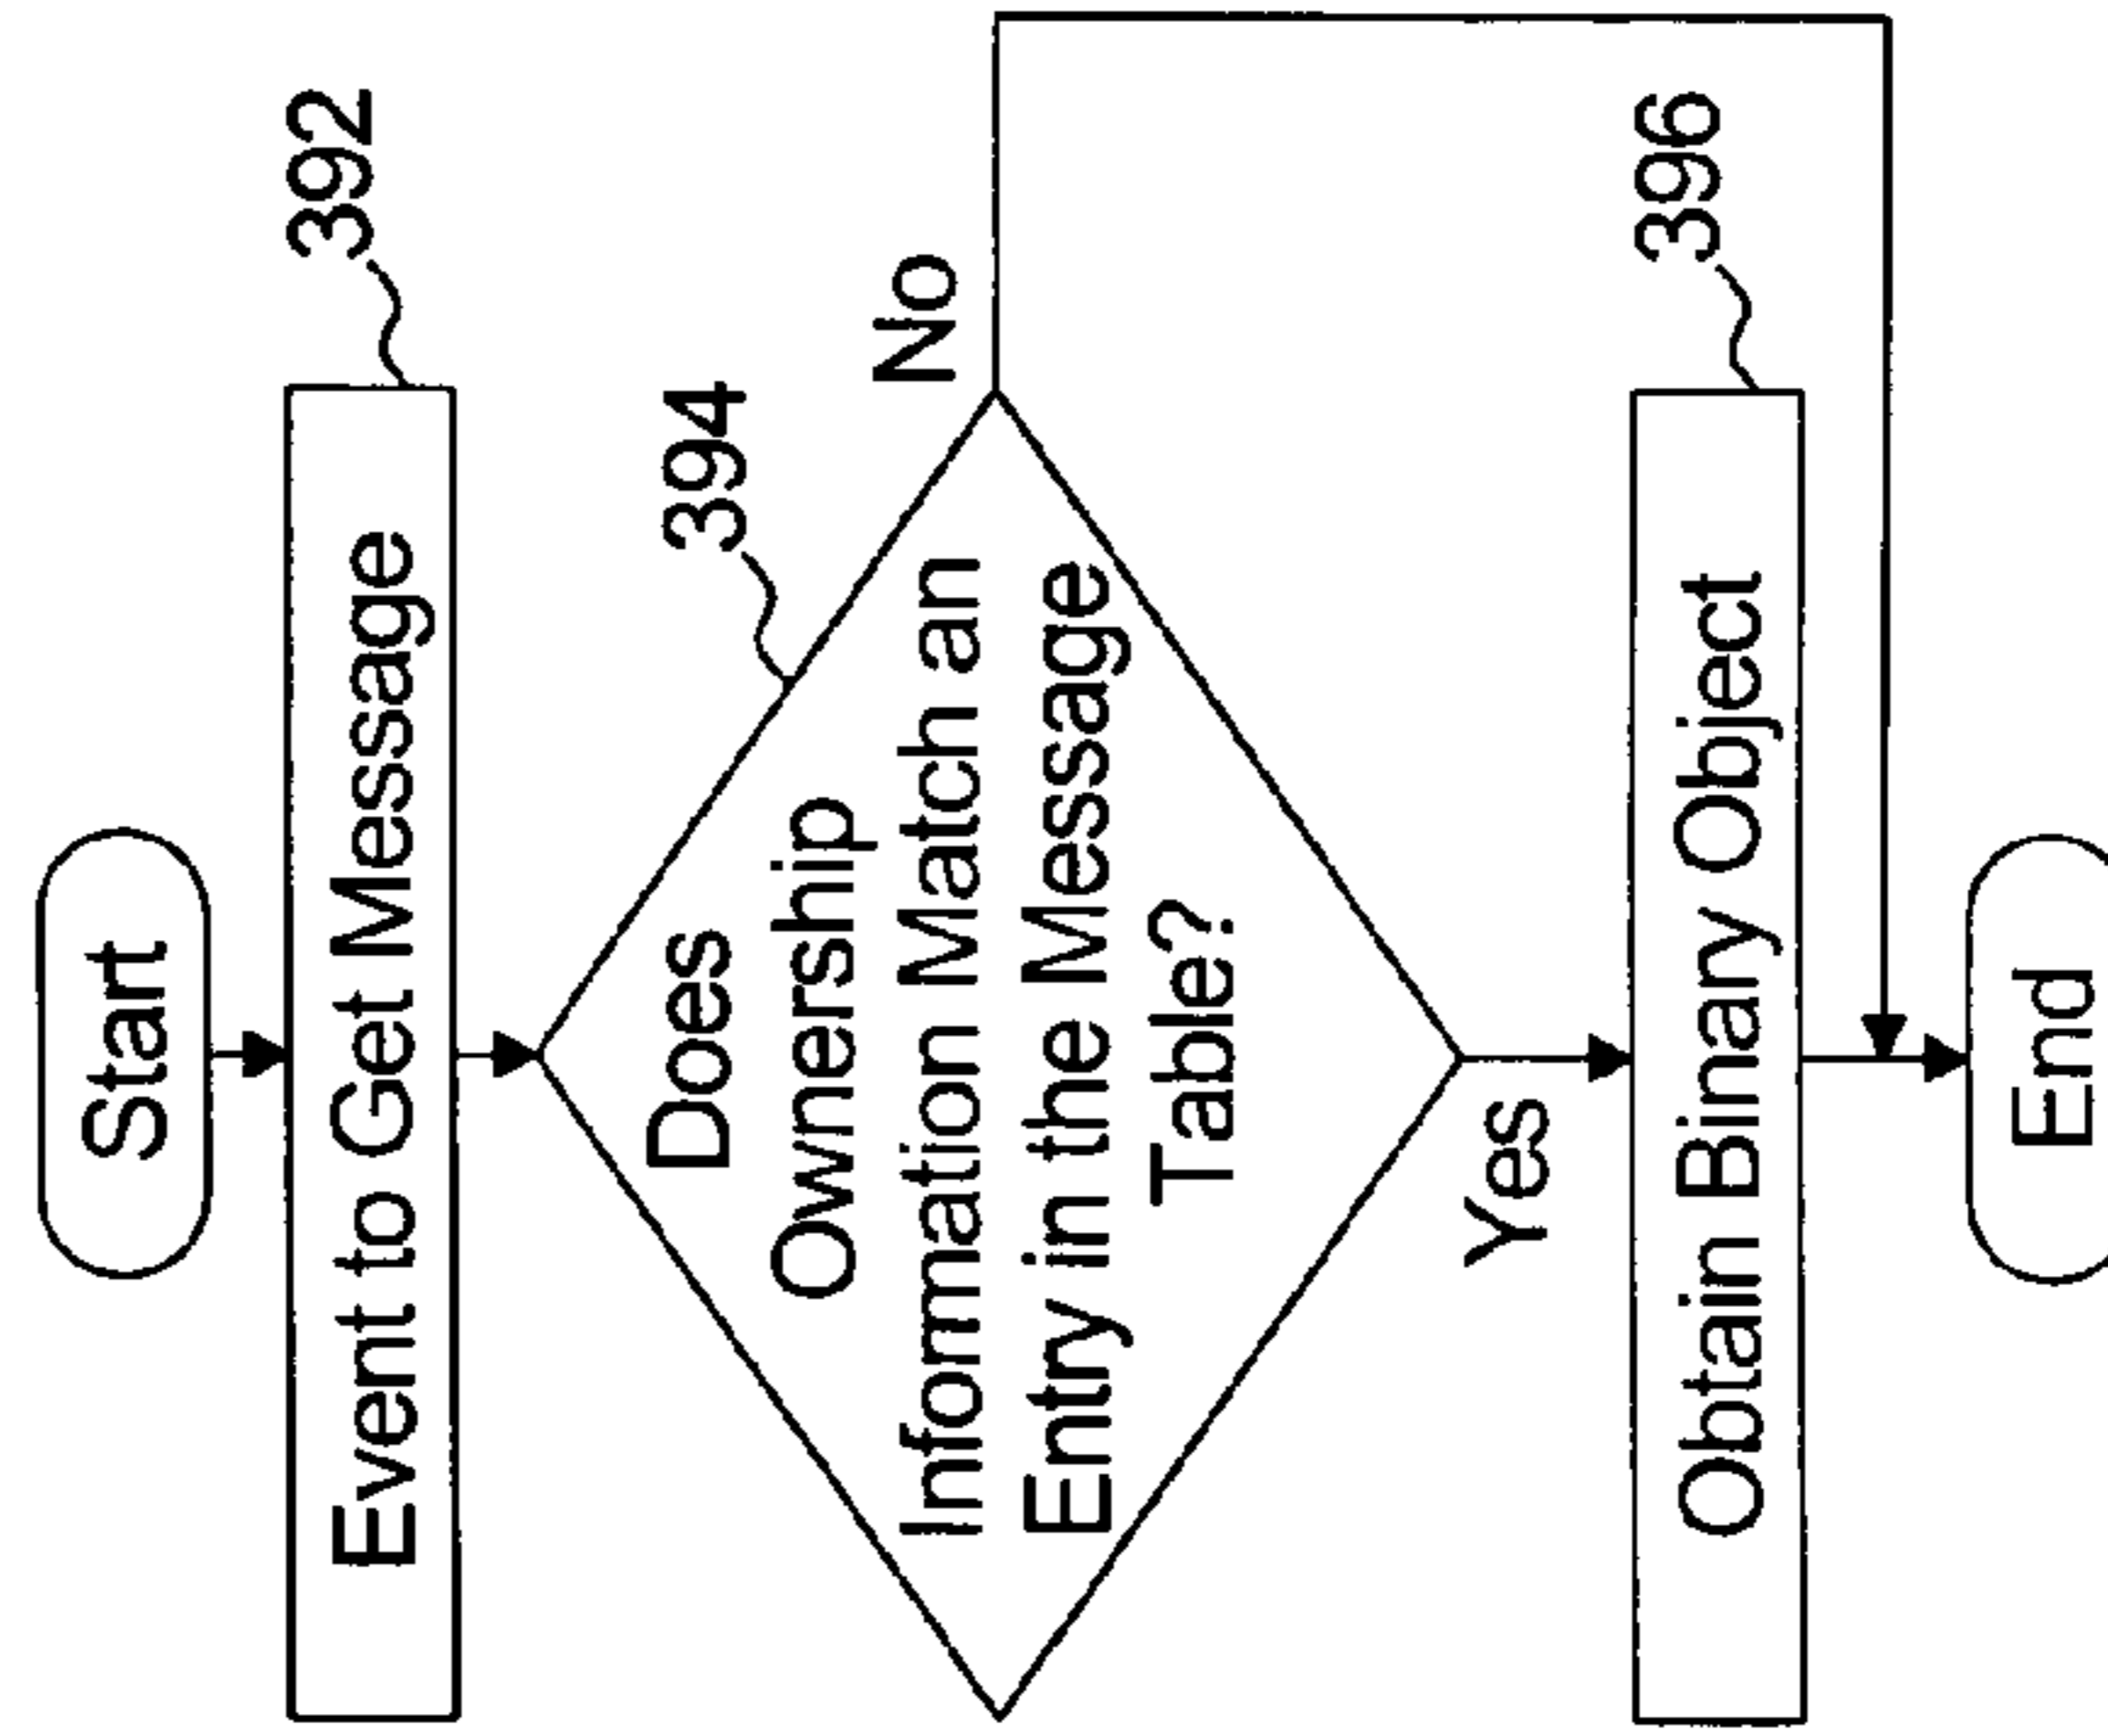 Start
Event to Get Message
392
Does
Ownership
Information Match an
Entry in the Message
Table?
394
No
Yes
Obtain Binary Object
396
End